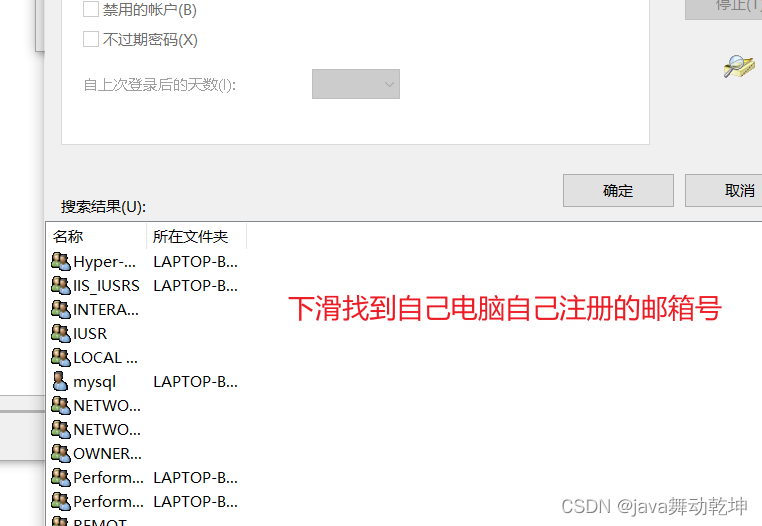 禁用的帐户(B)
停止(T)
不过期密码(X)
自上次登录后的天数(I):
确定
取消
搜索结果(U):
名称 所在文件夹
Hyper-... LAPTOP-B...
IIS_IUSRS LAPTOP-B...
INTERA...
下滑找到自己电脑自己注册的邮箱号
IUSR
LOCAL ...
mysql LAPTOP-B...
NETWO...
NETWO...
OWNER...
Perform... LAPTOP-B...
Perform... LAPTOP-B...
REMOT
CSDN @java舞动乾坤